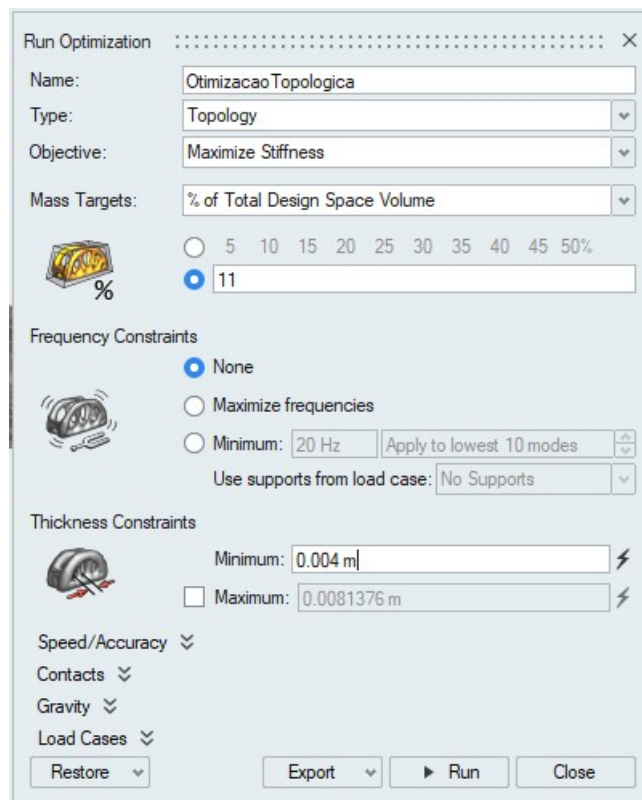 Run Optimization
Name: OtimizacaoTopologica
Type: Topology
Objective: Maximize Stiffness
Mass Targets: % of Total Design Space Volume
5 10 15 20 25 30 35 40 45 50%
% 11
Frequency Constraints
None
Maximize frequencies
Minimum: 20 Hz Apply to lowest 10 modes
Use supports from load case: No Supports
Thickness Constraints
Minimum: 0.004 m
Maximum: 0.0081376 m
Speed/Accuracy
Contacts
Gravity
Load Cases
Restore Export Run Close